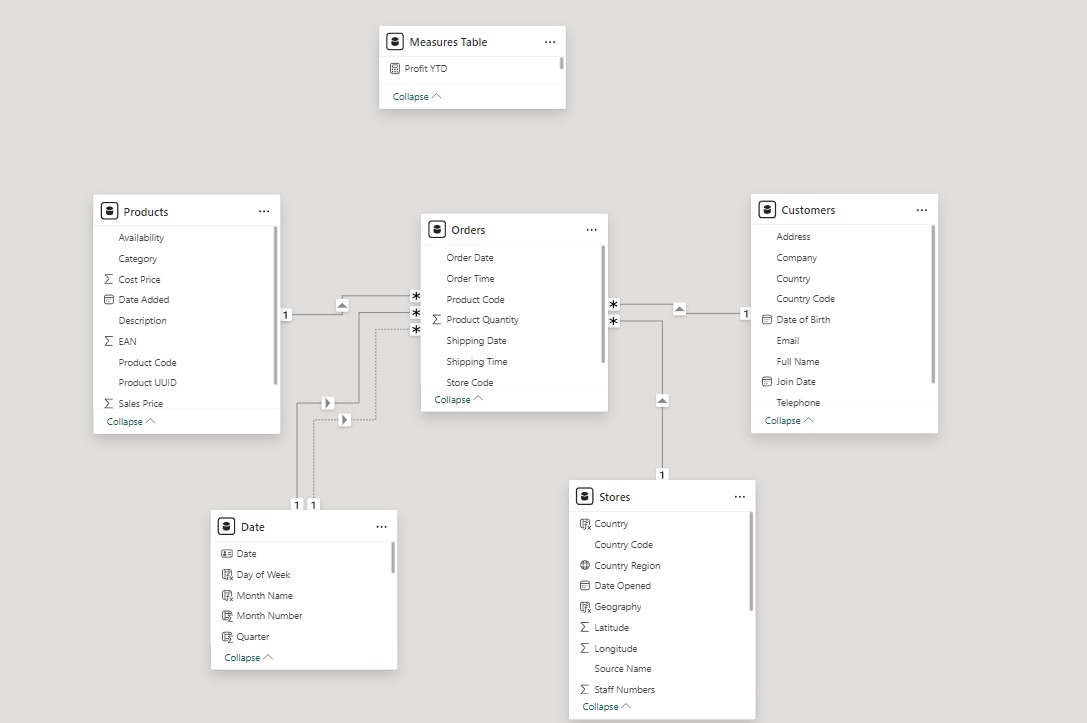 Measures Table ...
Profit YTD
Collapse
Products ...
Availability
Category
Σ Cost Price
Date Added
Description
Σ EAN
Product Code
Product UUID
Σ Sales Price
Collapse
Orders ...
Order Date
Order Time
Product Code
Σ Product Quantity
Shipping Date
Shipping Time
Store Code
Collapse
Customers ...
Address
Company
Country
Country Code
Date of Birth
Email
Full Name
Join Date
Telephone
Collapse
1
*
*
*
*
*
1
1
1
1
Date ...
Date
Day of Week
Month Name
Month Number
Quarter
Collapse
Stores ...
Country
Country Code
Country Region
Date Opened
Geography
Σ Latitude
Σ Longitude
Source Name
Σ Staff Numbers
Collapse